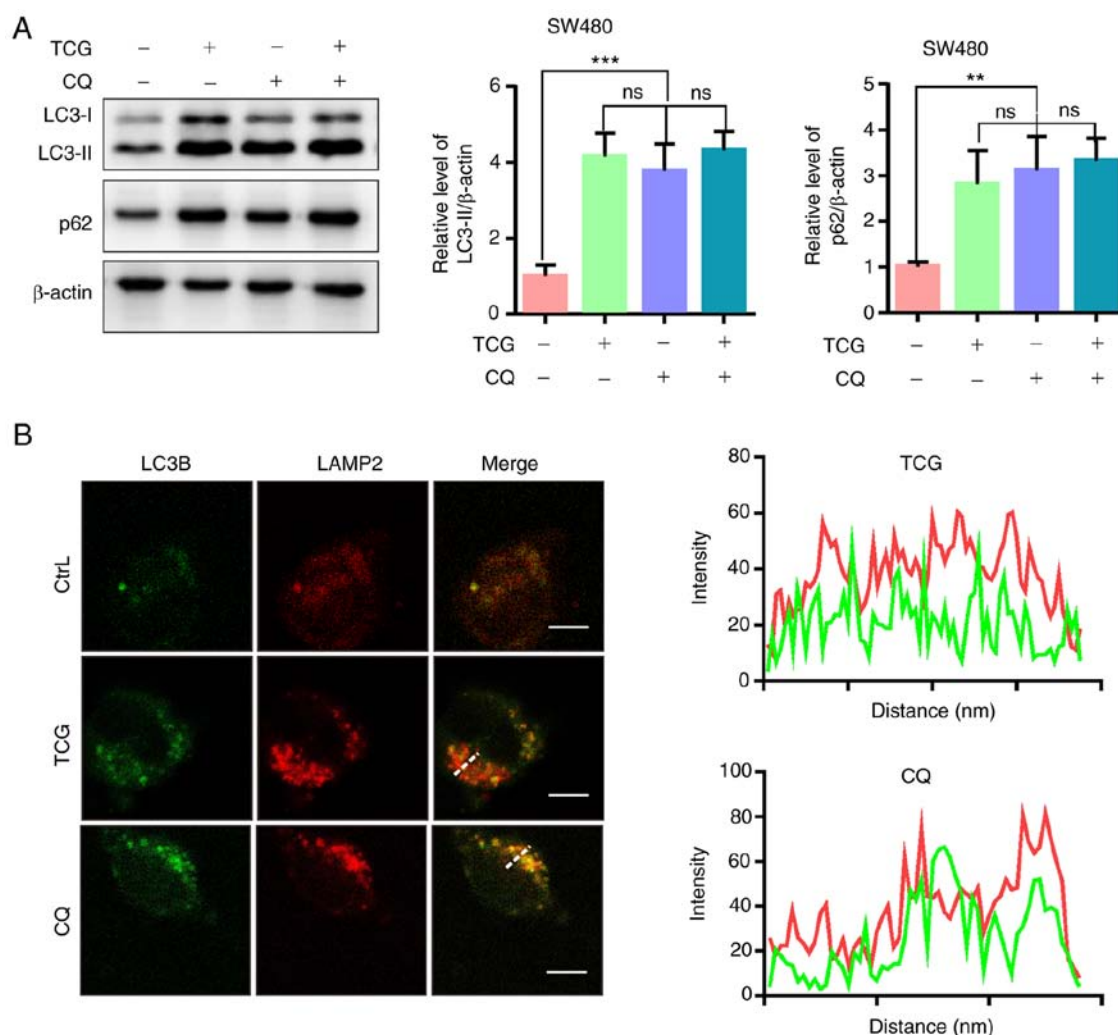 A
TCG – + – +
CQ – – + +
LC3-I
LC3-II
p62
β-actin
SW480
***
ns ns
Relative level of
LC3-II/β-actin
6
4
2
0
TCG – + – +
CQ – – + +
SW480
**
ns ns
Relative level of
p62/β-actin
5
4
3
2
1
0
TCG – + – +
CQ – – + +
B
LC3B LAMP2 Merge
CtrL
TCG
CQ
TCG
Intensity
80
60
40
20
0
Distance (nm)
CQ
Intensity
100
80
60
40
20
0
Distance (nm)